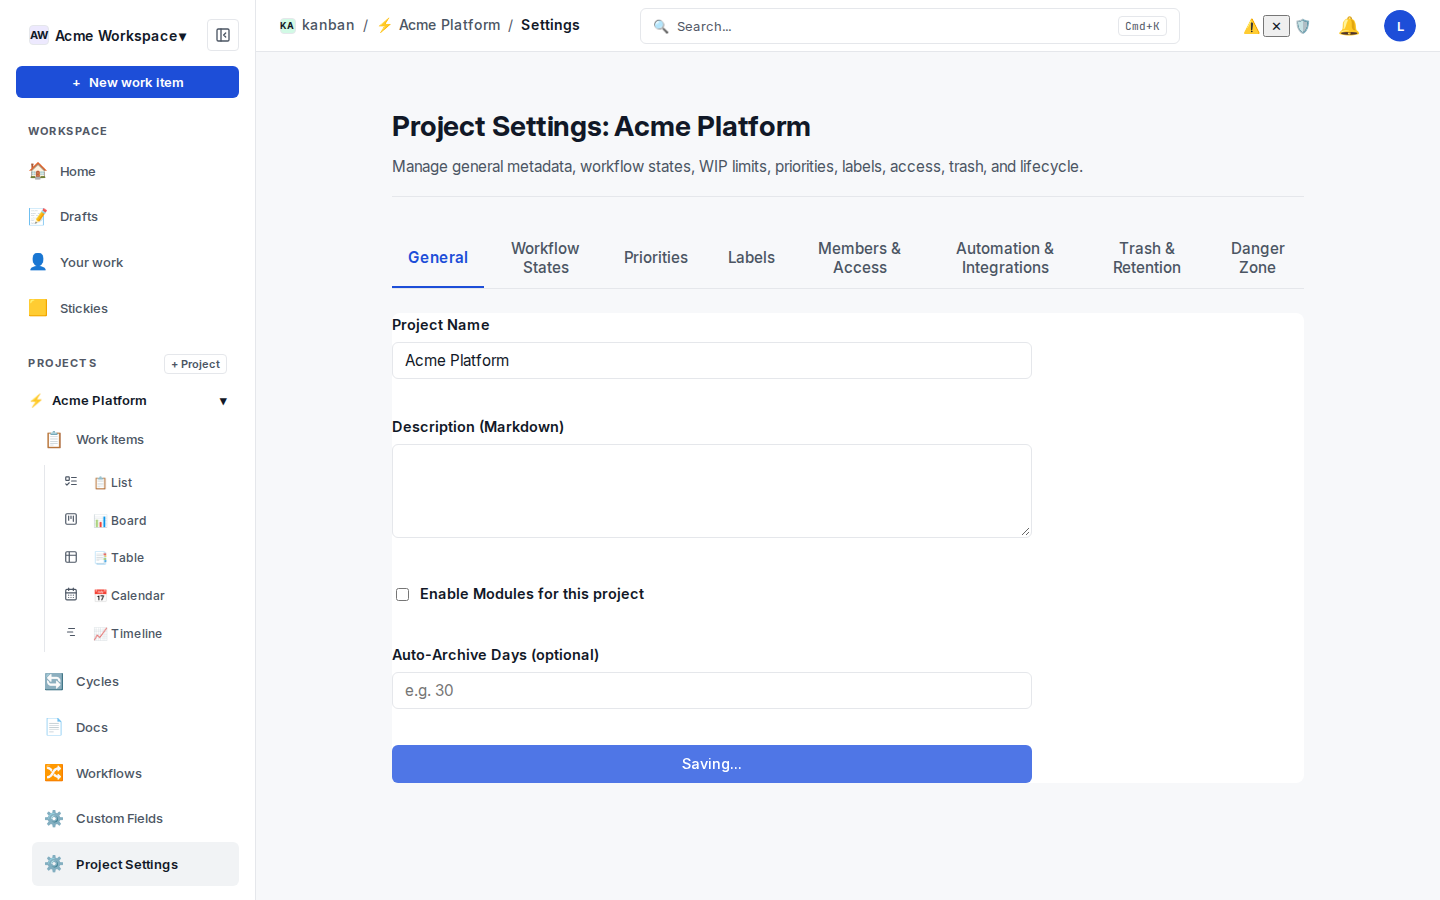 AW Acme Workspace ▾
+ New work item
WORKSPACE
Home
Drafts
Your work
Stickies
PROJECTS
+ Project
Acme Platform ▾
Work Items
List
Board
Table
Calendar
Timeline
Cycles
Docs
Workflows
Custom Fields
Project Settings
KA kanban / ⚡ Acme Platform / Settings
Search...
Cmd+K
✕
L
Project Settings: Acme Platform
Manage general metadata, workflow states, WIP limits, priorities, labels, access, trash, and lifecycle.
General
Workflow
States
Priorities
Labels
Members &
Access
Automation &
Integrations
Trash &
Retention
Danger
Zone
Project Name
Acme Platform
Description (Markdown)
Enable Modules for this project
Auto-Archive Days (optional)
e.g. 30
Saving...